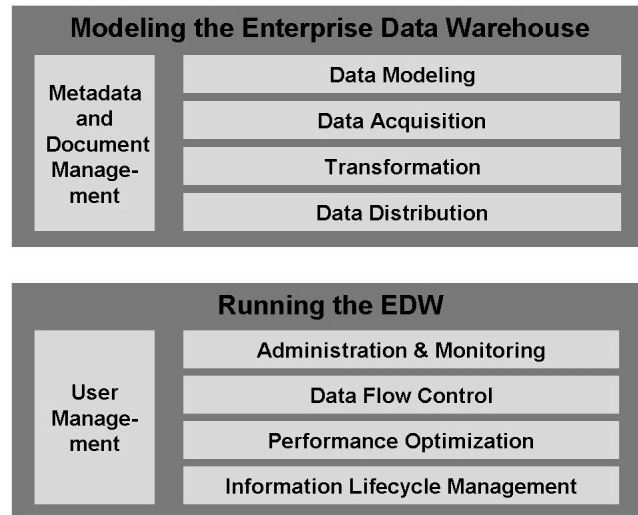 Modeling the Enterprise Data Warehouse
Metadata
and
Document
Manage-
ment
Data Modeling
Data Acquisition
Transformation
Data Distribution
Running the EDW
User
Manage-
ment
Administration & Monitoring
Data Flow Control
Performance Optimization
Information Lifecycle Management